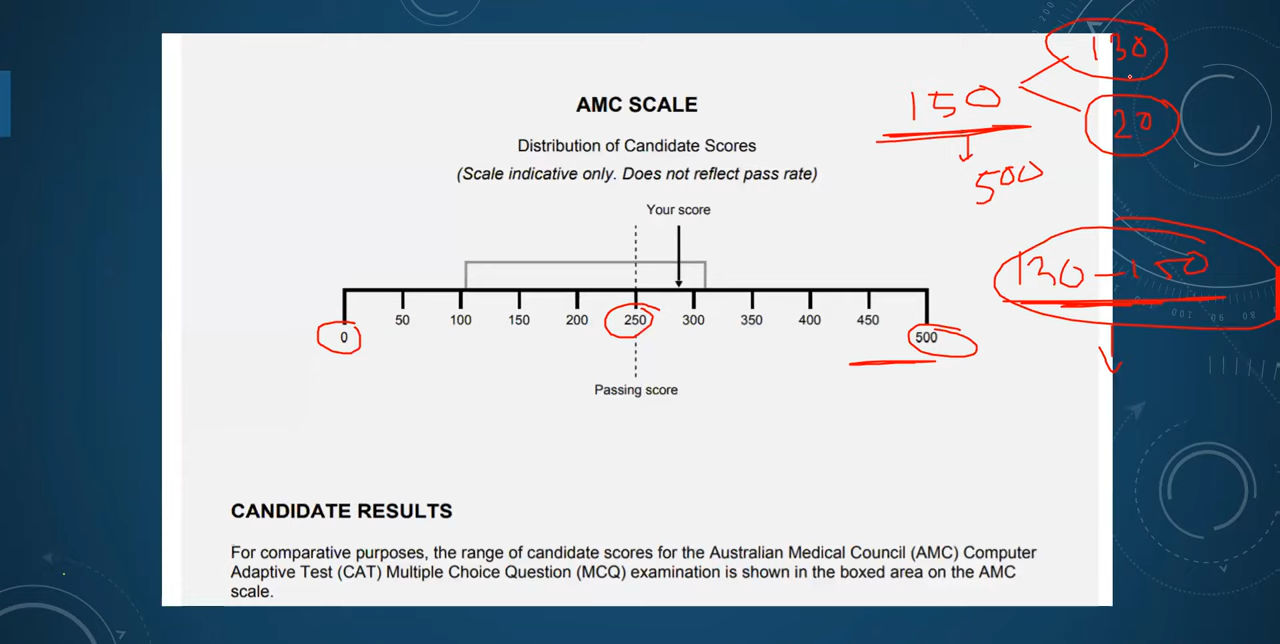 AMC SCALE
Distribution of Candidate Scores
(Scale indicative only. Does not reflect pass rate)
Your score
0 50 100 150 200 250 300 350 400 450 500
Passing score
CANDIDATE RESULTS
For comparative purposes, the range of candidate scores for the Australian Medical Council (AMC) Computer
Adaptive Test (CAT) Multiple Choice Question (MCQ) examination is shown in the boxed area on the AMC
scale.
150
130
20
500
130-150